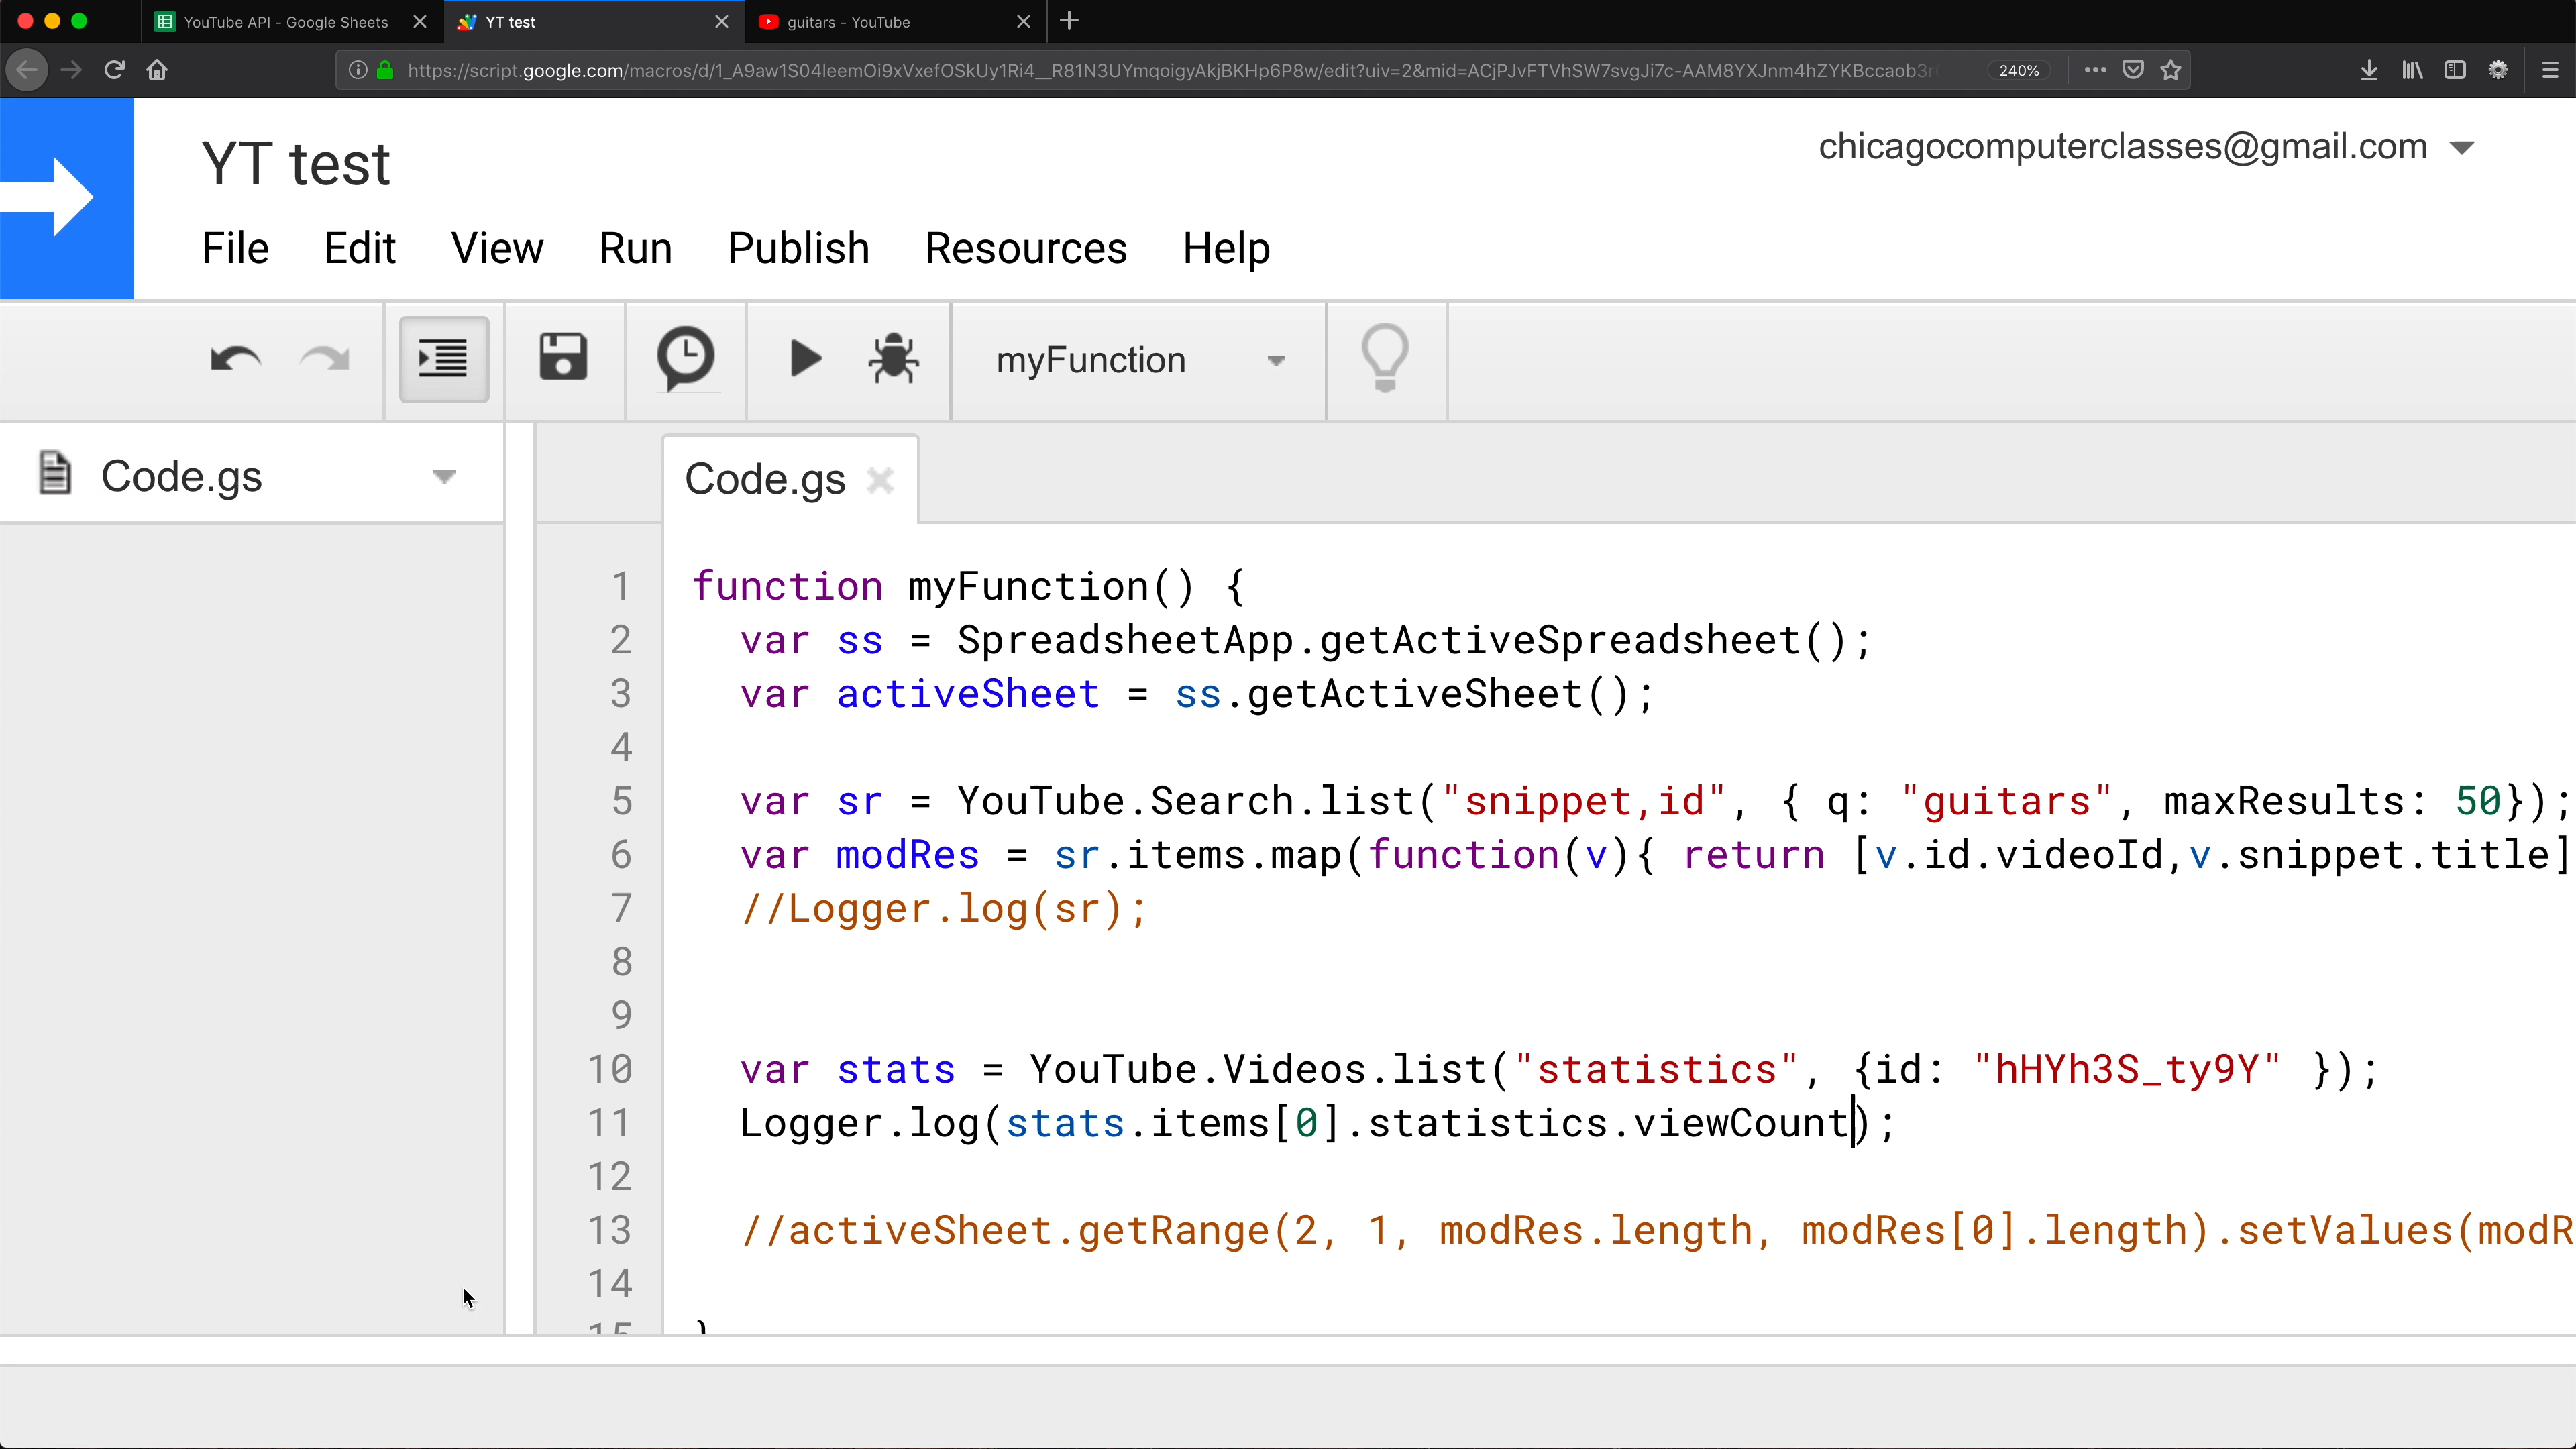 YouTube API - Google Sheets
YT test
guitars - YouTube
https://script.google.com/macros/d/1_A9aw1S04leemOi9xVxefOSkUy1Ri4__R81N3UYmqoigyAkjBKHp6P8w/edit?uiv=2&mid=ACjPJvFTVhSW7svgJi7c-AAM8YXJnm4hZYKBccaob3r
240%
YT test
chicagocomputerclasses@gmail.com
File Edit View Run Publish Resources Help
myFunction
Code.gs
Code.gs
1 function myFunction() {
2 var ss = SpreadsheetApp.getActiveSpreadsheet();
3 var activeSheet = ss.getActiveSheet();
4
5 var sr = YouTube.Search.list("snippet,id", { q: "guitars", maxResults: 50});
6 var modRes = sr.items.map(function(v){ return [v.id.videoId,v.snippet.title]
7 //Logger.log(sr);
8
9
10 var stats = YouTube.Videos.list("statistics", {id: "hHYh3S_ty9Y" });
11 Logger.log(stats.items[0].statistics.viewCount);
12
13 //activeSheet.getRange(2, 1, modRes.length, modRes[0].length).setValues(modR
14
15 }